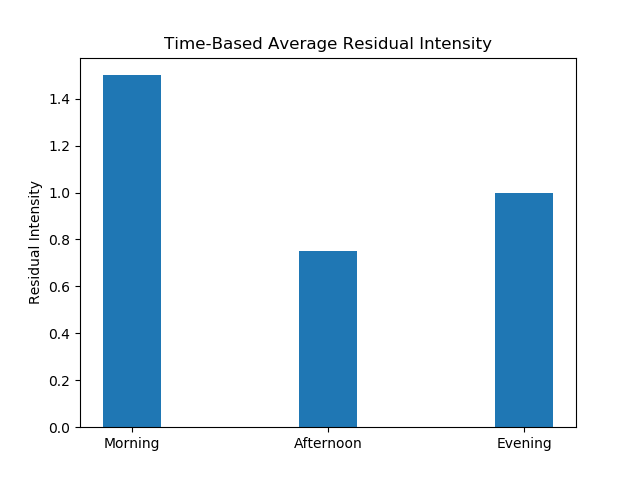 Time-Based Average Residual Intensity
Residual Intensity
1.4
1.2
1.0
0.8
0.6
0.4
0.2
0.0
Morning Afternoon Evening